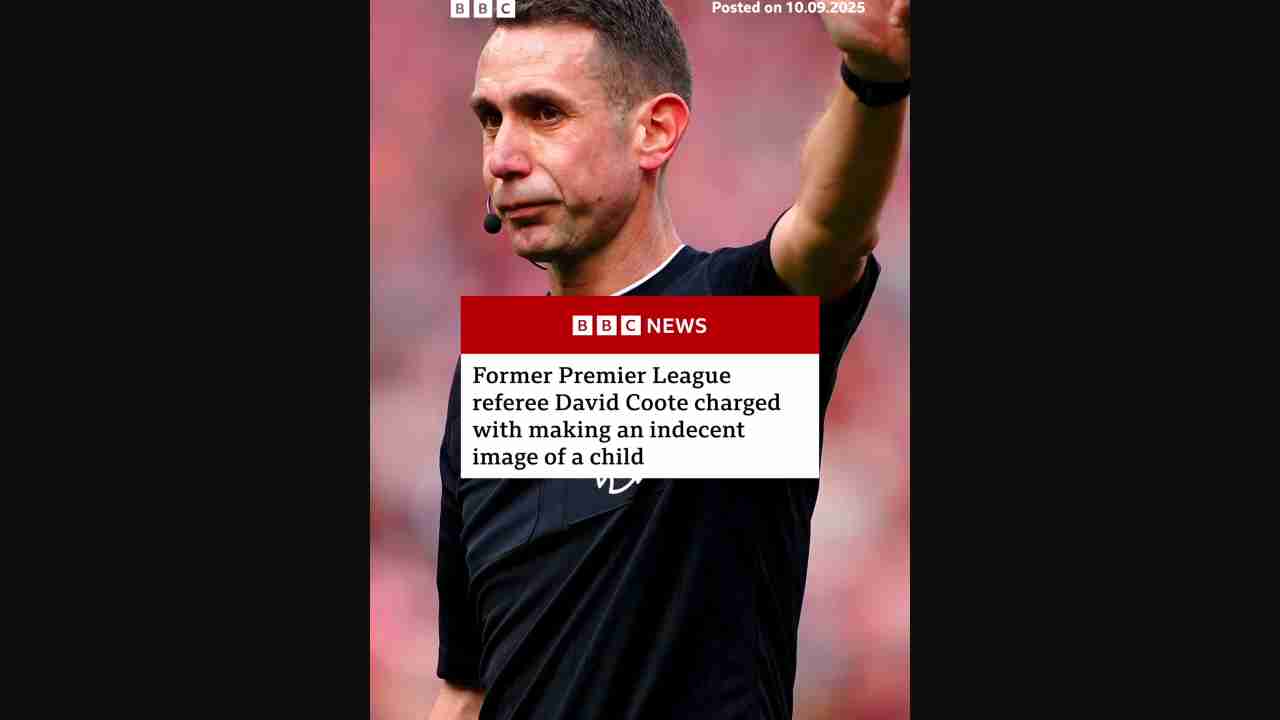 BBC
Posted on 10.09.2025
BBC NEWS
Former Premier League
referee David Coote charged
with making an indecent
image of a child